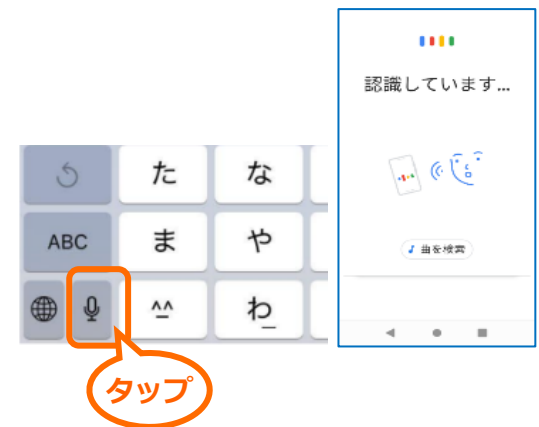 た な
ABC ま や
^^ わ_
タップ
認識しています...
曲を検索